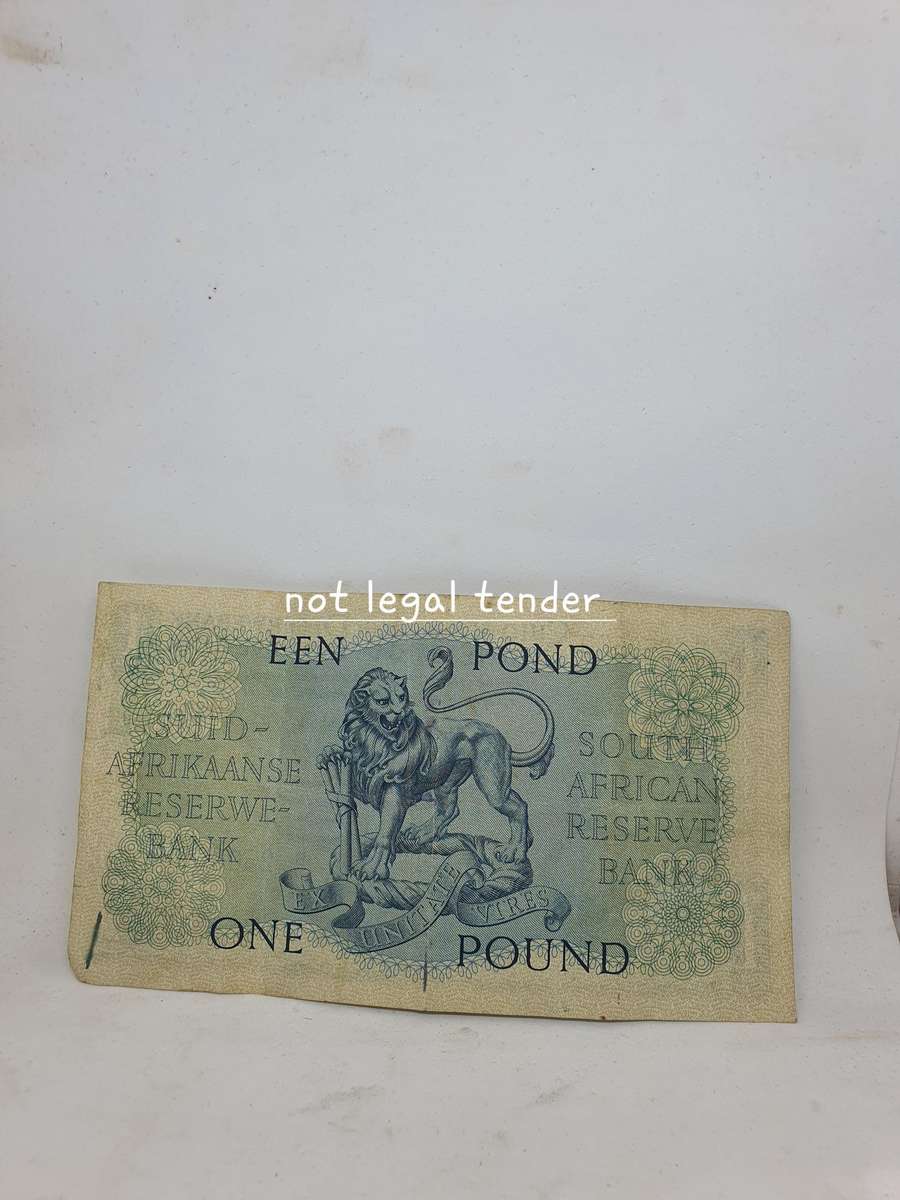 not legal tender
EEN POND
SUID-
AFRIKAANSE
RESERWE-
BANK
SOUTH
AFRICAN
RESERVE
BANK
EX UNITATE VIRES
ONE POUND